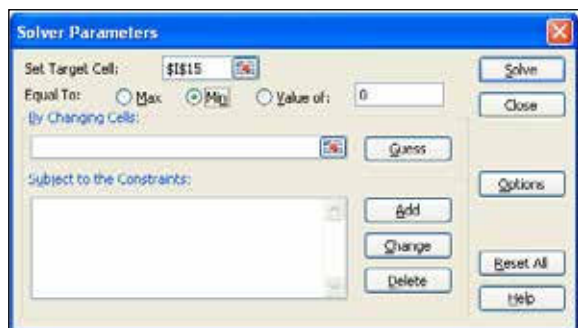 Solver Parameters
Set Target Cell: $I$15 Solve
Equal To: Max Min Value of: 0 Close
By Changing Cells:
Guess
Subject to the Constraints: Options
Add
Change
Reset All
Delete
Help